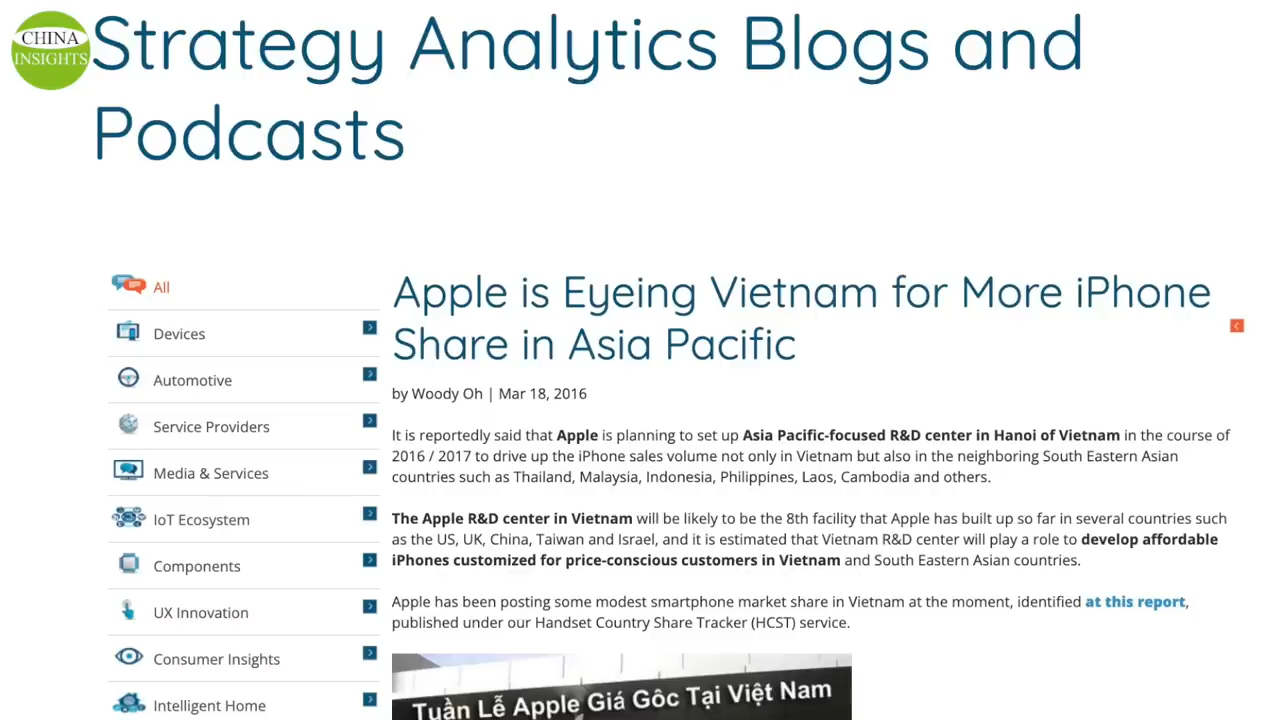 CHINA
INSIGHTS
Strategy Analytics Blogs and
Podcasts
All
Devices
Automotive
Service Providers
Media & Services
IoT Ecosystem
Components
UX Innovation
Consumer Insights
Intelligent Home
Apple is Eyeing Vietnam for More iPhone
Share in Asia Pacific
by Woody Oh | Mar 18, 2016
It is reportedly said that Apple is planning to set up Asia Pacific-focused R&D center in Hanoi of Vietnam in the course of
2016 / 2017 to drive up the iPhone sales volume not only in Vietnam but also in the neighboring South Eastern Asian
countries such as Thailand, Malaysia, Indonesia, Philippines, Laos, Cambodia and others.
The Apple R&D center in Vietnam will be likely to be the 8th facility that Apple has built up so far in several countries such
as the US, UK, China, Taiwan and Israel, and it is estimated that Vietnam R&D center will play a role to develop affordable
iPhones customized for price-conscious customers in Vietnam and South Eastern Asian countries.
Apple has been posting some modest smartphone market share in Vietnam at the moment, identified at this report,
published under our Handset Country Share Tracker (HCST) service.
Tuần Lễ Apple Giá Gốc Tại Việt Nam